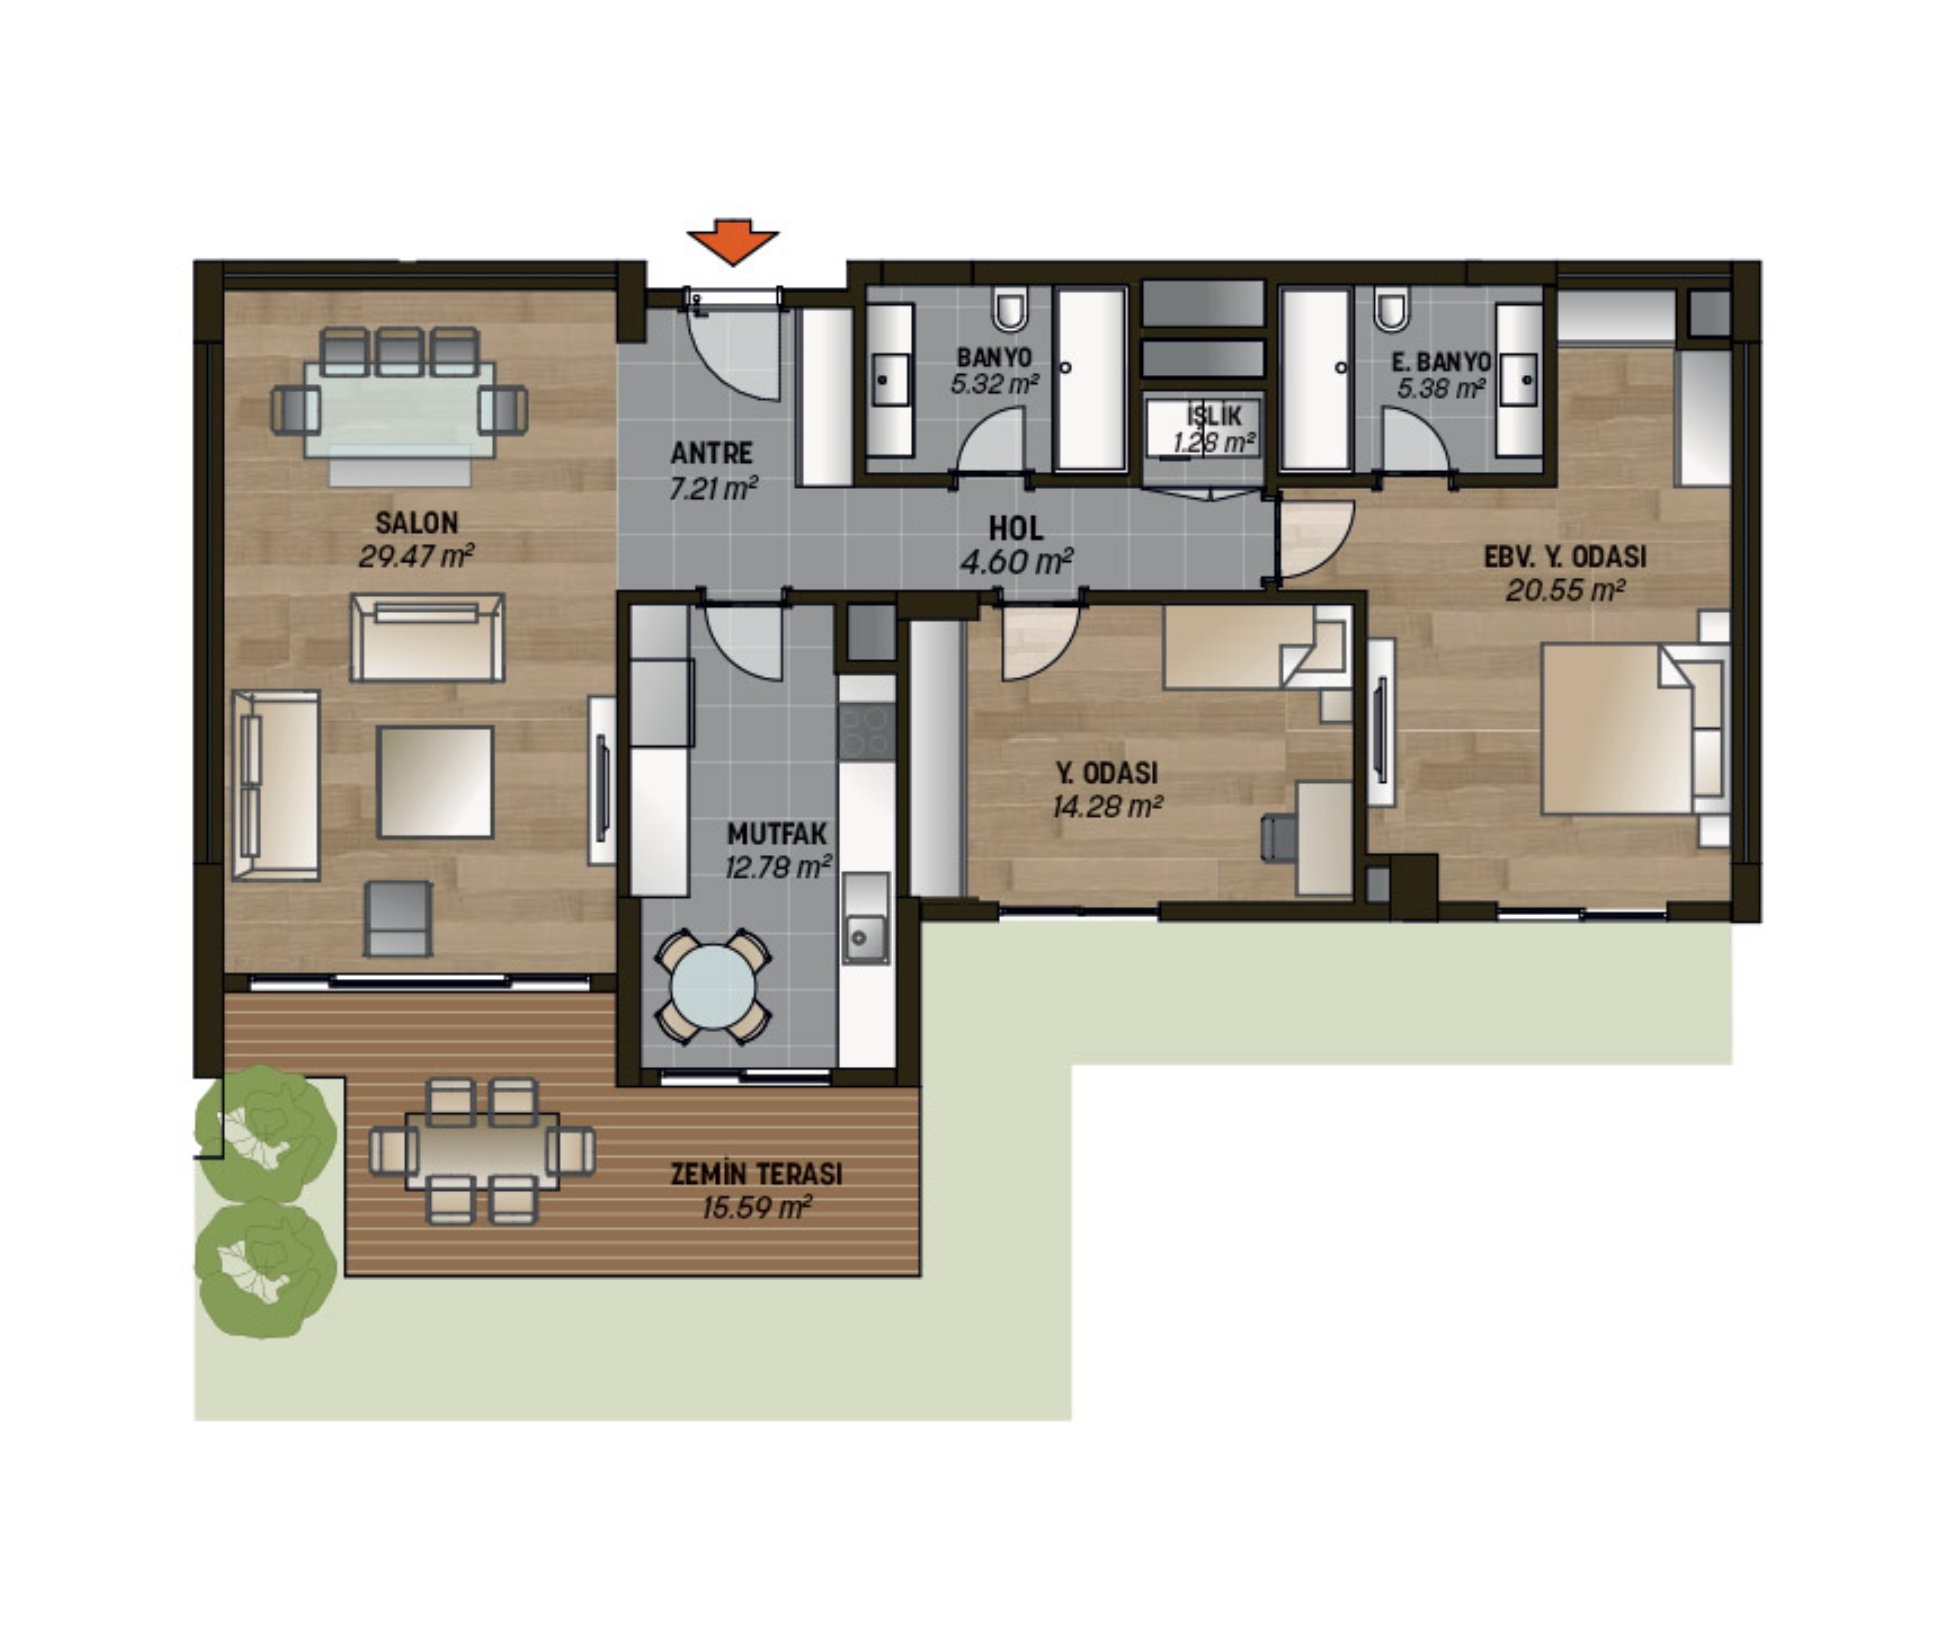 BANYO
5.32 m²
E. BANYO
5.38 m²
İŞLİK
1.28 m²
ANTRE
7.21 m²
SALON
29.47 m²
HOL
4.60 m²
EBV. Y. ODASI
20.55 m²
Y. ODASI
14.28 m²
MUTFAK
12.78 m²
ZEMİN TERASI
15.59 m²